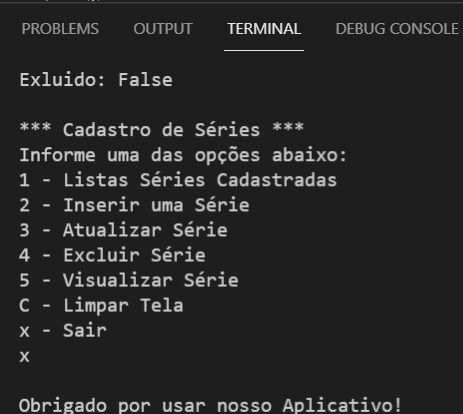 PROBLEMS OUTPUT TERMINAL DEBUG CONSOLE
Exluido: False
*** Cadastro de Séries ***
Informe uma das opções abaixo:
1 - Listas Séries Cadastradas
2 - Inserir uma Série
3 - Atualizar Série
4 - Excluir Série
5 - Visualizar Série
C - Limpar Tela
x - Sair
x
Obrigado por usar nosso Aplicativo!